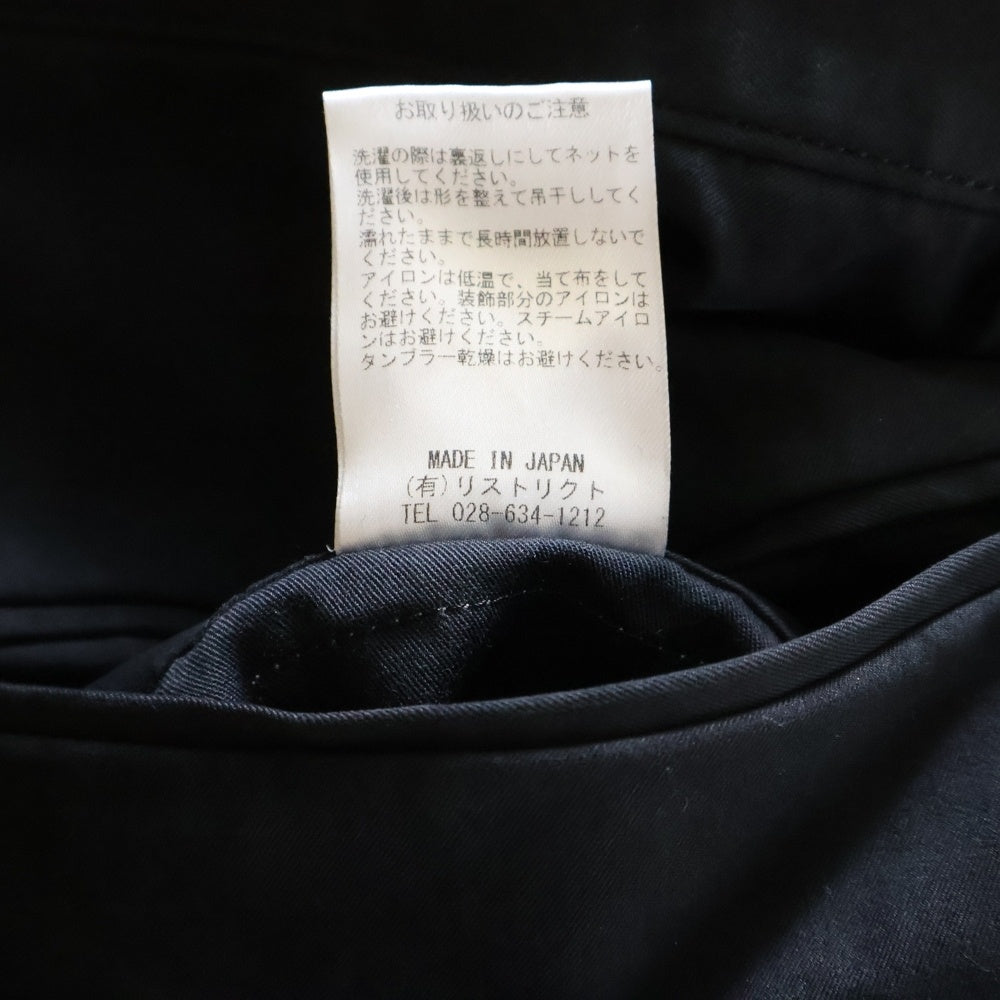 お取り扱いのご注意
洗濯の際は裏返しにしてネットを
使用してください。
洗濯後は形を整えて吊干ししてく
ださい。
濡れたままで長時間放置しないで
ください。
アイロンは低温で、当て布をして
ください。装飾部分のアイロンは
お避けください。スチームアイロ
ンはお避けください。
タンブラー乾燥はお避けください。
MADE IN JAPAN
(有)リストリクト
TEL 028-634-1212